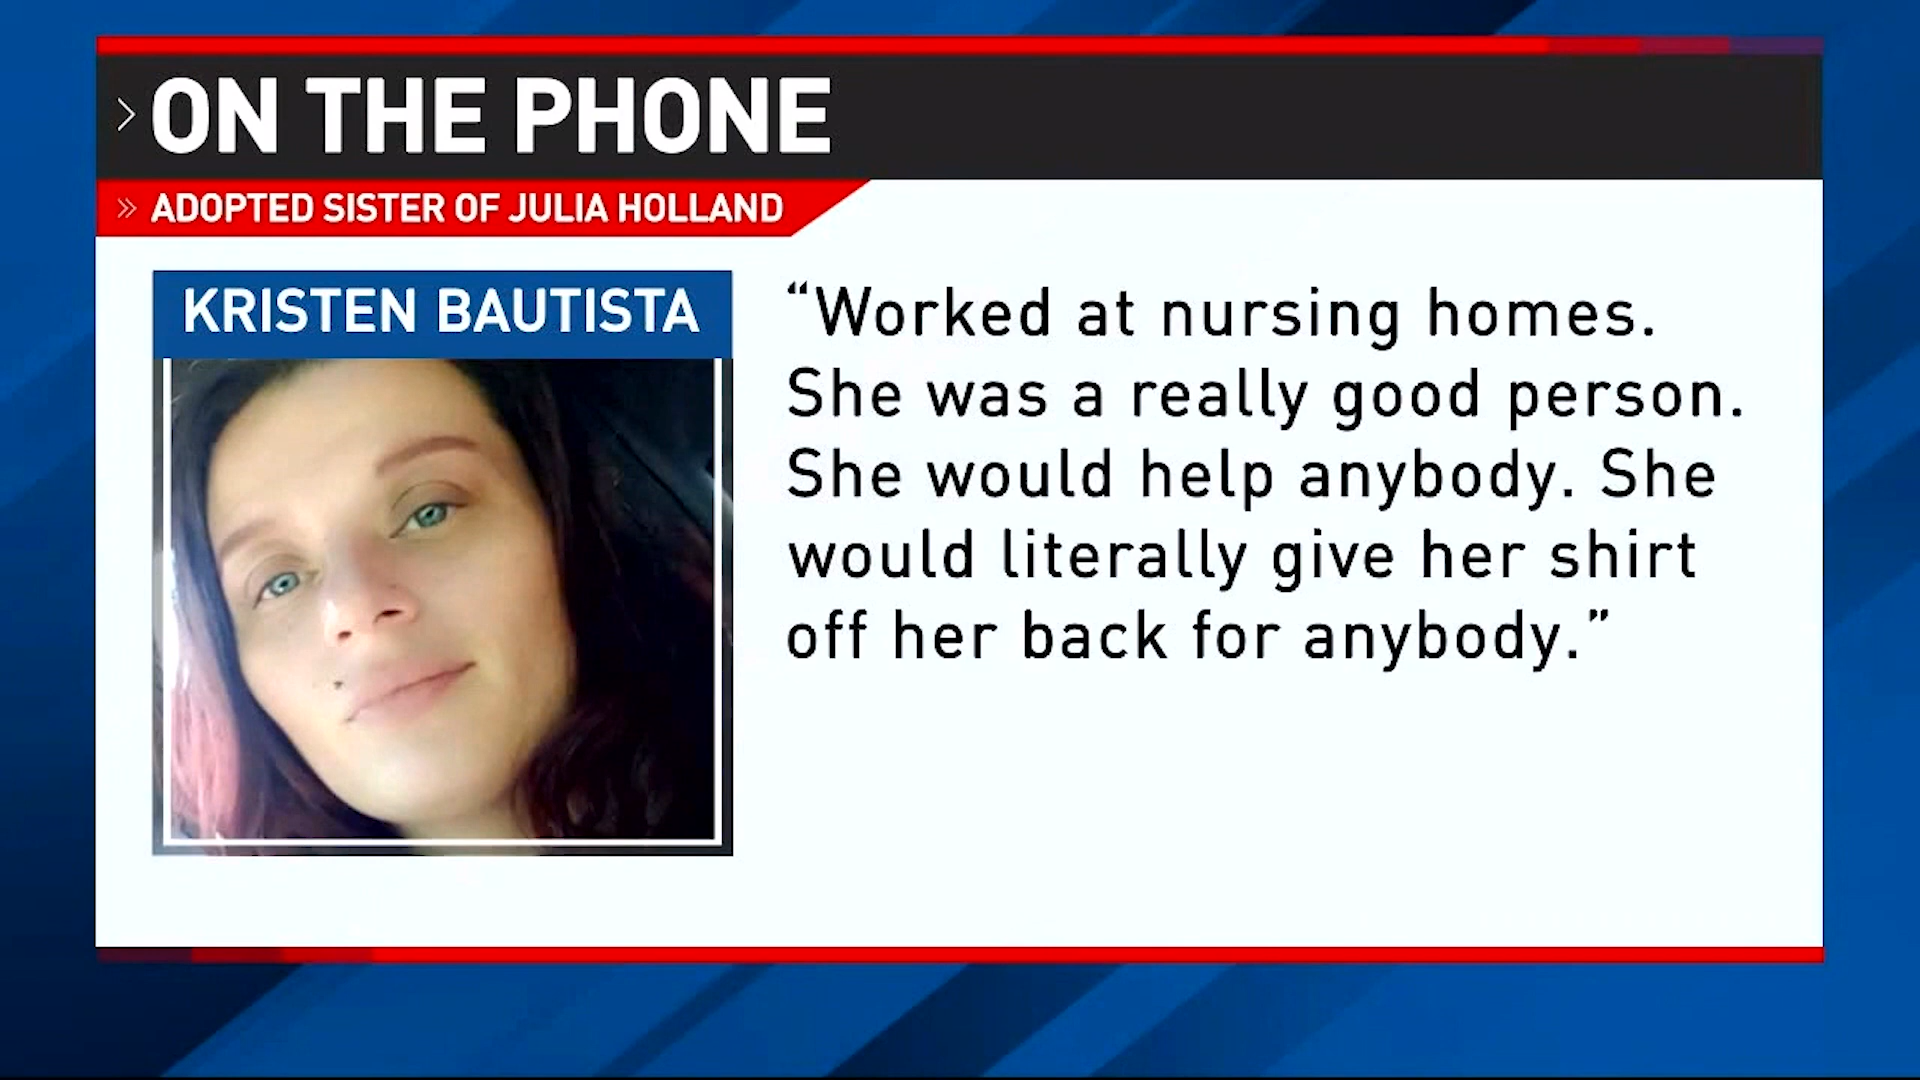 ON THE PHONE
ADOPTED SISTER OF JULIA HOLLAND
KRISTEN BAUTISTA
“Worked at nursing homes.
She was a really good person.
She would help anybody. She
would literally give her shirt
off her back for anybody.”